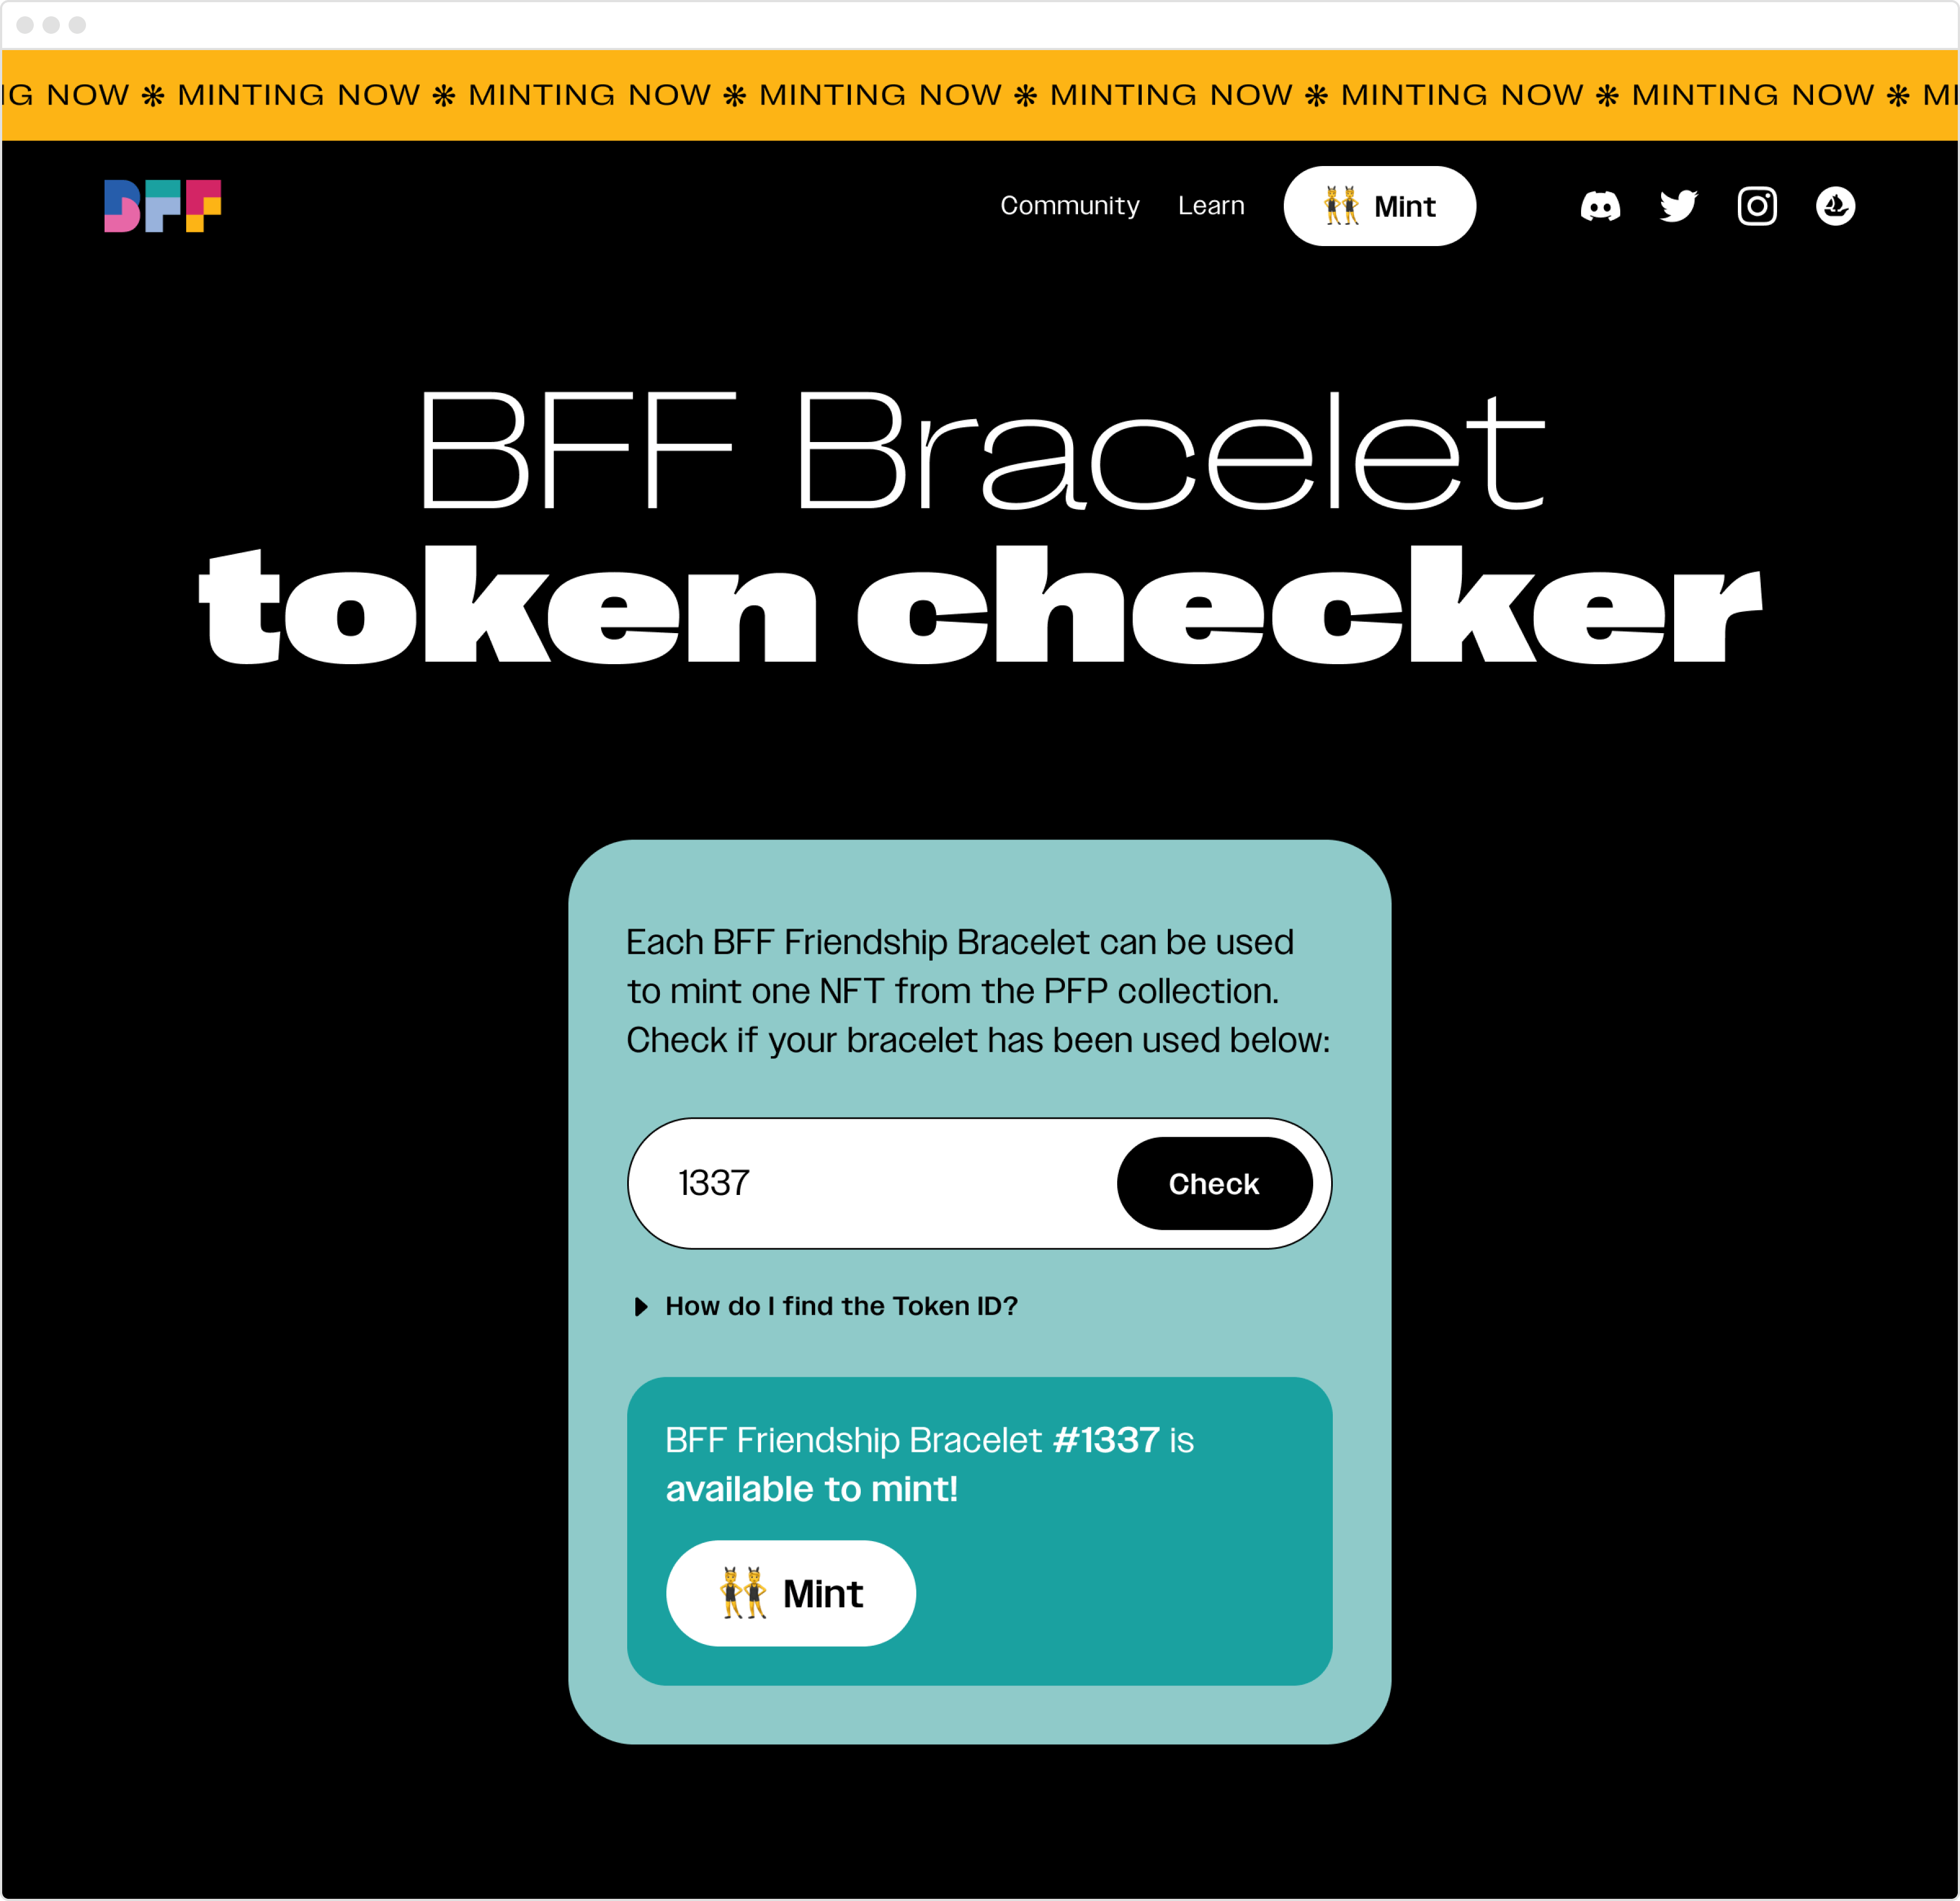 IG NOW ❋ MINTING NOW ❋ MINTING NOW ❋ MINTING NOW ❋ MINTING NOW ❋ MINTING NOW ❋ MINTING NOW ❋ MI
BFF
Community Learn 👯 Mint
BFF Bracelet
token checker
Each BFF Friendship Bracelet can be used
to mint one NFT from the PFP collection.
Check if your bracelet has been used below:
1337 Check
How do I find the Token ID?
BFF Friendship Bracelet #1337 is
available to mint!
👯 Mint